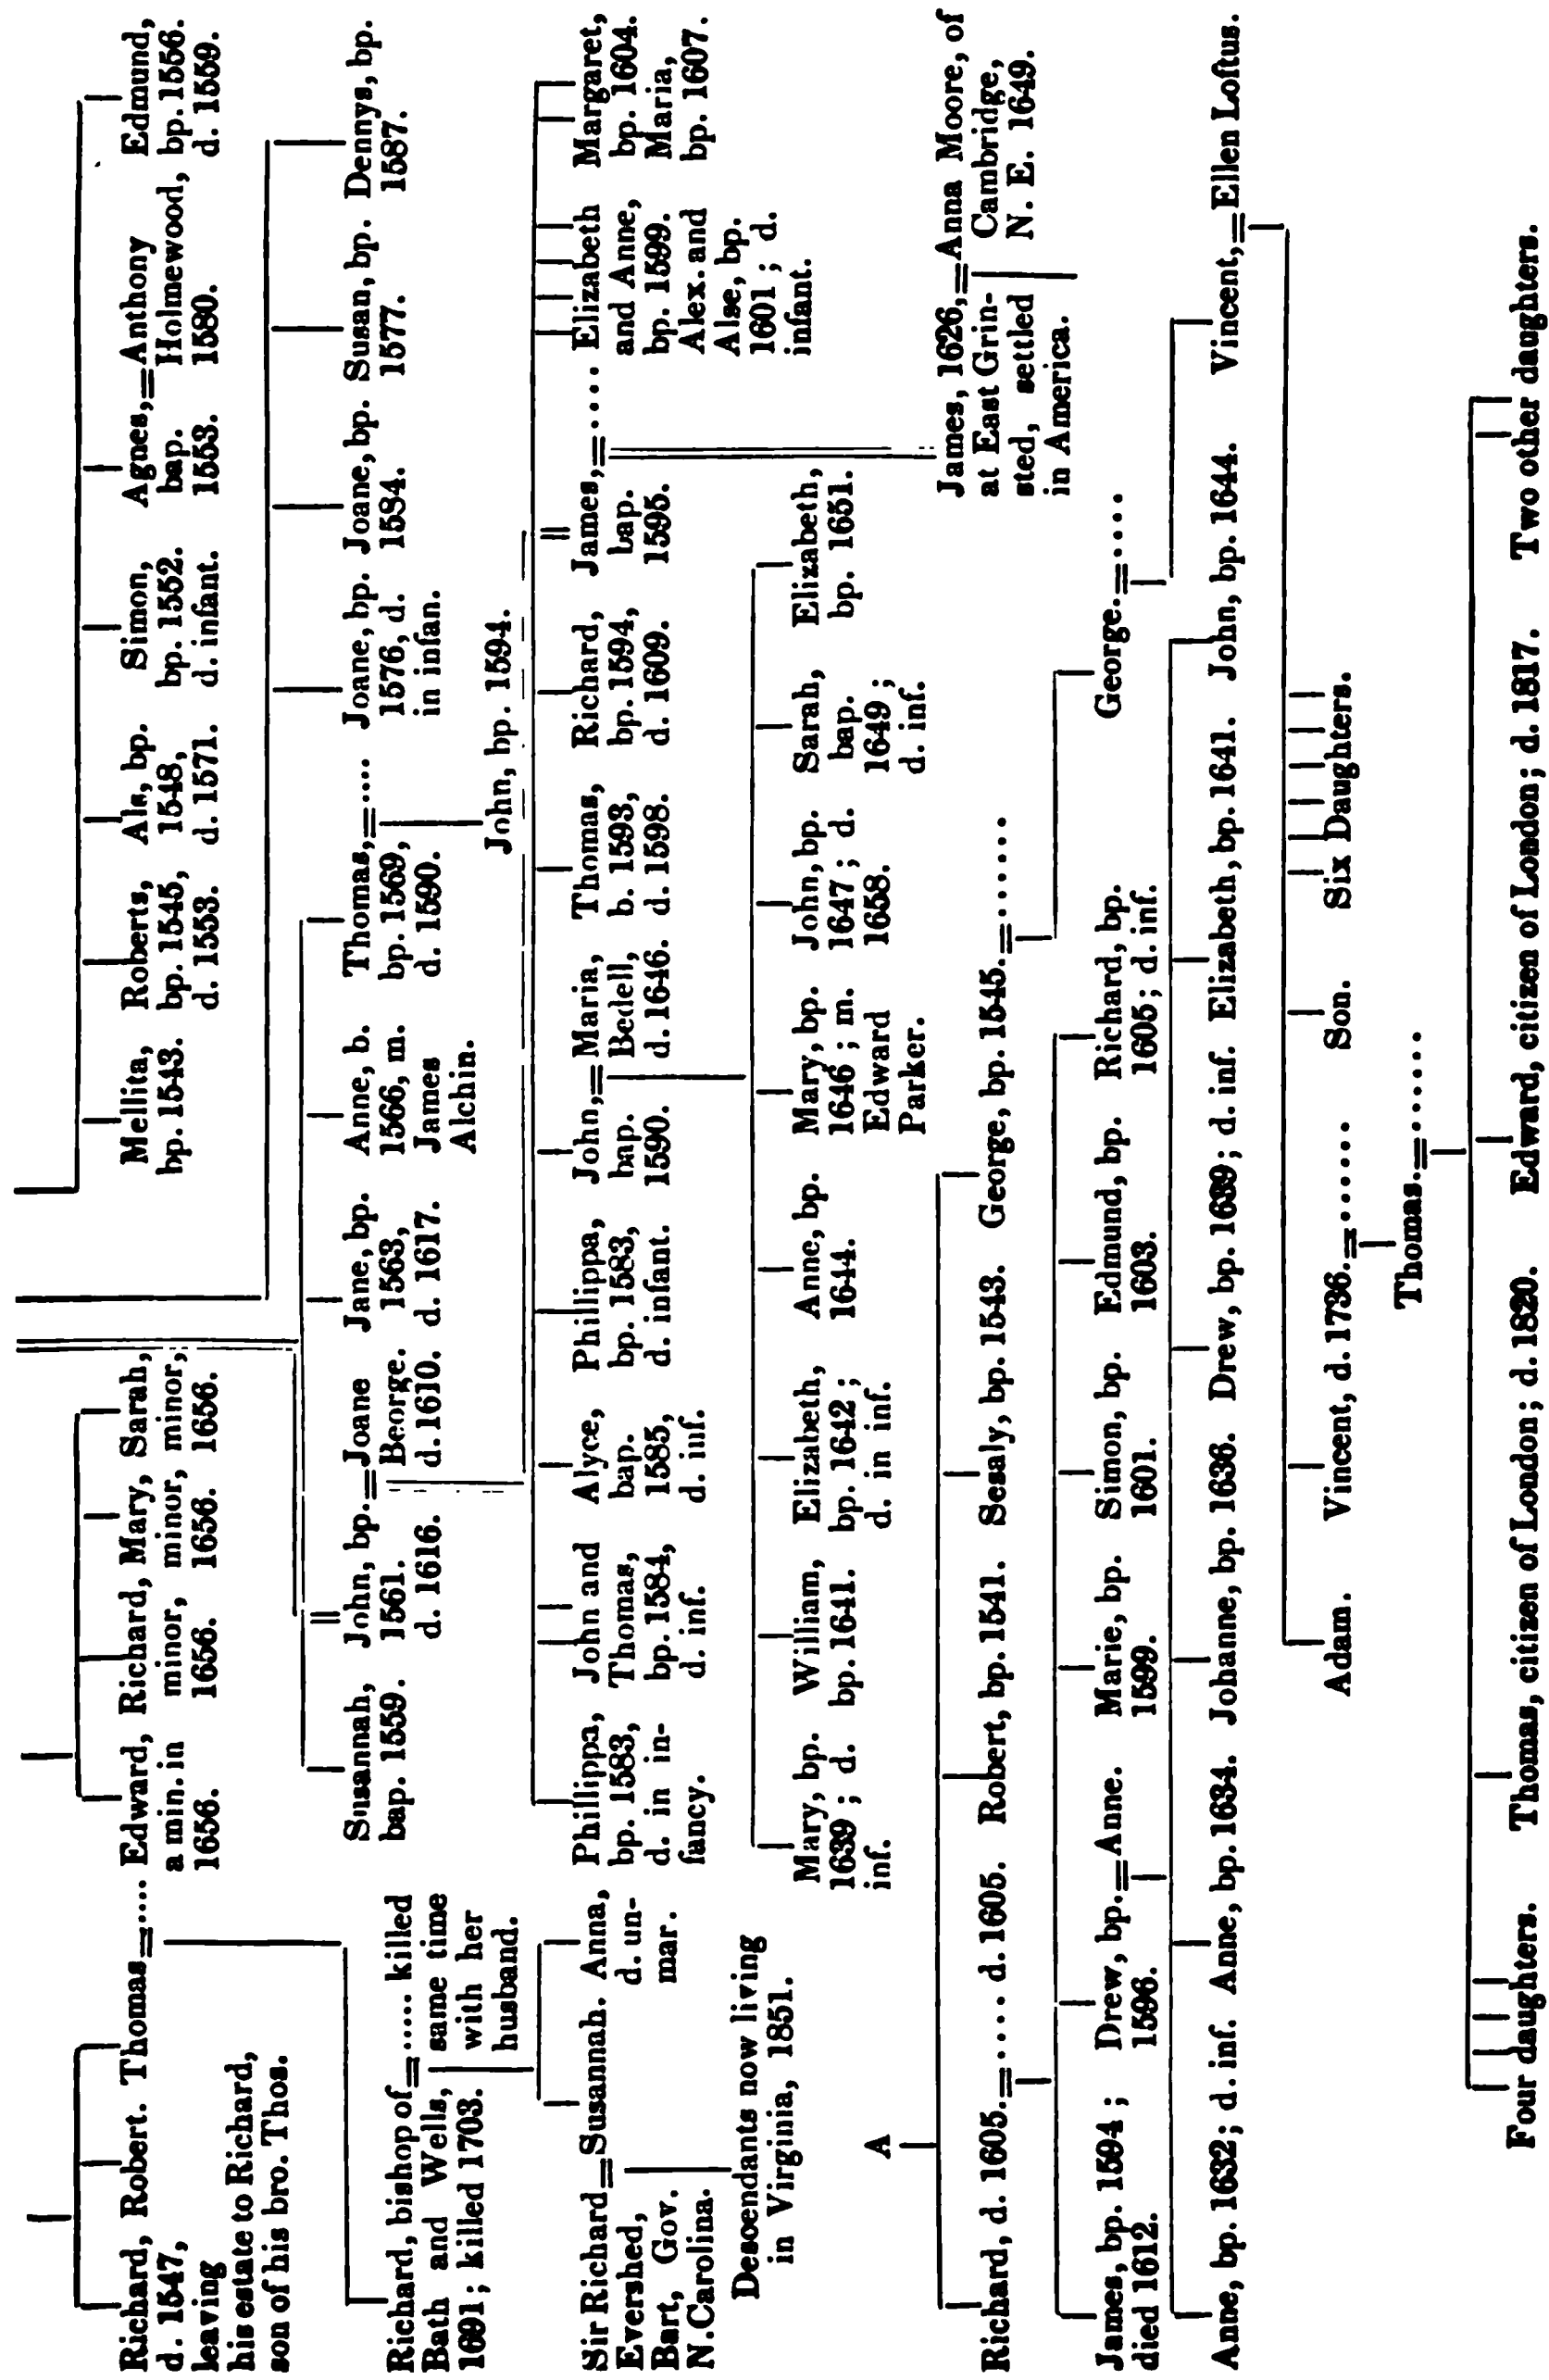 Richard, Robert. Thomas=....
d. 1547,
leaving
his estate to Richard,
son of his bro. Thos.
Edward,
a min. in
1656.
Richard,
minor,
1656.
Mary,
minor,
1656.
Sarah,
minor,
1656.
Mellita,
bp. 1543.
Roberts,
bp. 1545,
d. 1553.
Als, bp.
1548,
d. 1571.
Simon,
bp. 1552.
d. infant.
Agnes,=Anthony
bap. Holmewood,
1553. 1580.
Edmund,
bp. 1556.
d. 1559.
Richard, bishop of=..... killed
Bath and Wells, same time
1691; killed 1703. with her
husband.
Susannah,
bap. 1559.
John, bp.=Joane
1561. Beorge.
d. 1616. d. 1610.
Jane, bp.
1563,
d. 1617.
Anne, b.
1566, m.
James
Alchin.
Thomas,=....
bp. 1569,
d. 1590.
Joane, bp.
1576, d.
in infan.
Joane, bp.
1584.
Susan, bp.
1577.
Dennys, bp.
1587.
John, bp. 1594.
Sir Richard=Susannah.
Evershed,
Bart, Gov.
N.Carolina.
Anna,
d. un-
mar.
Phillippa,
bp. 1583,
d. in in-
fancy.
John and
Thomas,
bp. 1584,
d. inf.
Alyce,
bap.
1585,
d. inf.
Phillippa,
bp. 1583,
d. infant.
John,=Maria,
bap. Bedell,
1590. d. 1646.
Thomas,
b. 1593,
d. 1598.
Richard,
bp. 1594,
d. 1609.
James,=....
bap.
1595.
Elizabeth
and Anne,
bp. 1599.
Alex. and
Alse, bp.
1601; d.
infant.
Margaret,
bp. 1604.
Maria,
bp. 1607.
Descendants now living
in Virginia, 1851.
Mary, bp.
1639; d.
inf.
William,
bp. 1641.
Elizabeth,
bp. 1642;
d. in inf.
Anne, bp.
1644.
Mary, bp.
1646; m.
Edward
Parker.
John, bp.
1647; d.
1658.
Sarah,
bap.
1649;
d. inf.
Elizabeth,
bp. 1651.
James, 1626,=Anna Moore, of
at East Grin- Cambridge,
sted, settled N. E. 1649.
in America.
A
Richard, d. 1605.=..... d. 1605. Robert, bp. 1541. Sesaly, bp. 1543. George, bp. 1545.=......
James, bp. 1594;
died 1612.
Drew, bp.=Anne.
1596.
Marie, bp.
1599.
Simon, bp.
1601.
Edmund, bp.
1603.
Richard, bp.
1605; d. inf.
George.=.....
Anne, bp. 1632; d. inf. Anne, bp. 1634. Johanne, bp. 1636. Drew, bp. 1639; d. inf. Elizabeth, bp. 1641. John, bp. 1644. Vincent,=Ellen Loftus.
Adam. Vincent, d. 1736.=...... Son. Six Daughters.
Thomas.=......
Four daughters. Thomas, citizen of London; d. 1820. Edward, citizen of London; d. 1817. Two other daughters.